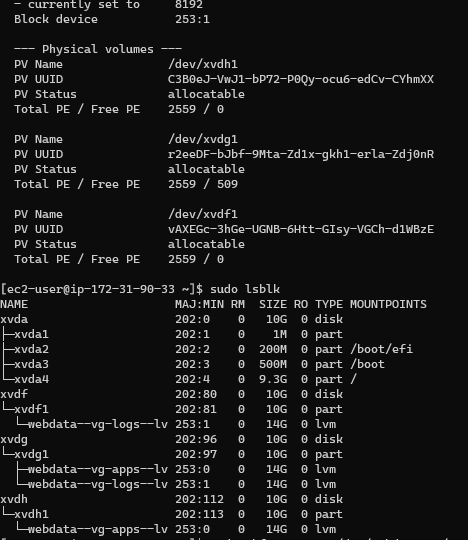 - currently set to     8192
Block device           253:1
--- Physical volumes ---
PV Name               /dev/xvdh1
PV UUID               C3B0eJ-VwJ1-bP72-P0Qy-ocu6-edCv-CYhmXX
PV Status             allocatable
Total PE / Free PE    2559 / 0
PV Name               /dev/xvdg1
PV UUID               r2eeDF-bJbf-9Mta-Zd1x-gkh1-erla-Zdj0nR
PV Status             allocatable
Total PE / Free PE    2559 / 509
PV Name               /dev/xvdf1
PV UUID               vAXEGc-3hGe-UGNB-6Htt-GIsy-VGCh-d1WBzE
PV Status             allocatable
Total PE / Free PE    2559 / 0
[ec2-user@ip-172-31-90-33 ~]$ sudo lsblk
NAME                    MAJ:MIN RM  SIZE RO TYPE MOUNTPOINTS
xvda                    202:0    0   10G  0 disk
├─xvda1                 202:1    0    1M  0 part
├─xvda2                 202:2    0  200M  0 part /boot/efi
├─xvda3                 202:3    0  500M  0 part /boot
└─xvda4                 202:4    0  9.3G  0 part /
xvdf                    202:80   0   10G  0 disk
└─xvdf1                 202:81   0   10G  0 part
  └─webdata--vg-logs--lv 253:1    0   14G  0 lvm
xvdg                    202:96   0   10G  0 disk
└─xvdg1                 202:97   0   10G  0 part
  ├─webdata--vg-apps--lv 253:0    0   14G  0 lvm
  └─webdata--vg-logs--lv 253:1    0   14G  0 lvm
xvdh                    202:112  0   10G  0 disk
└─xvdh1                 202:113  0   10G  0 part
  └─webdata--vg-apps--lv 253:0    0   14G  0 lvm